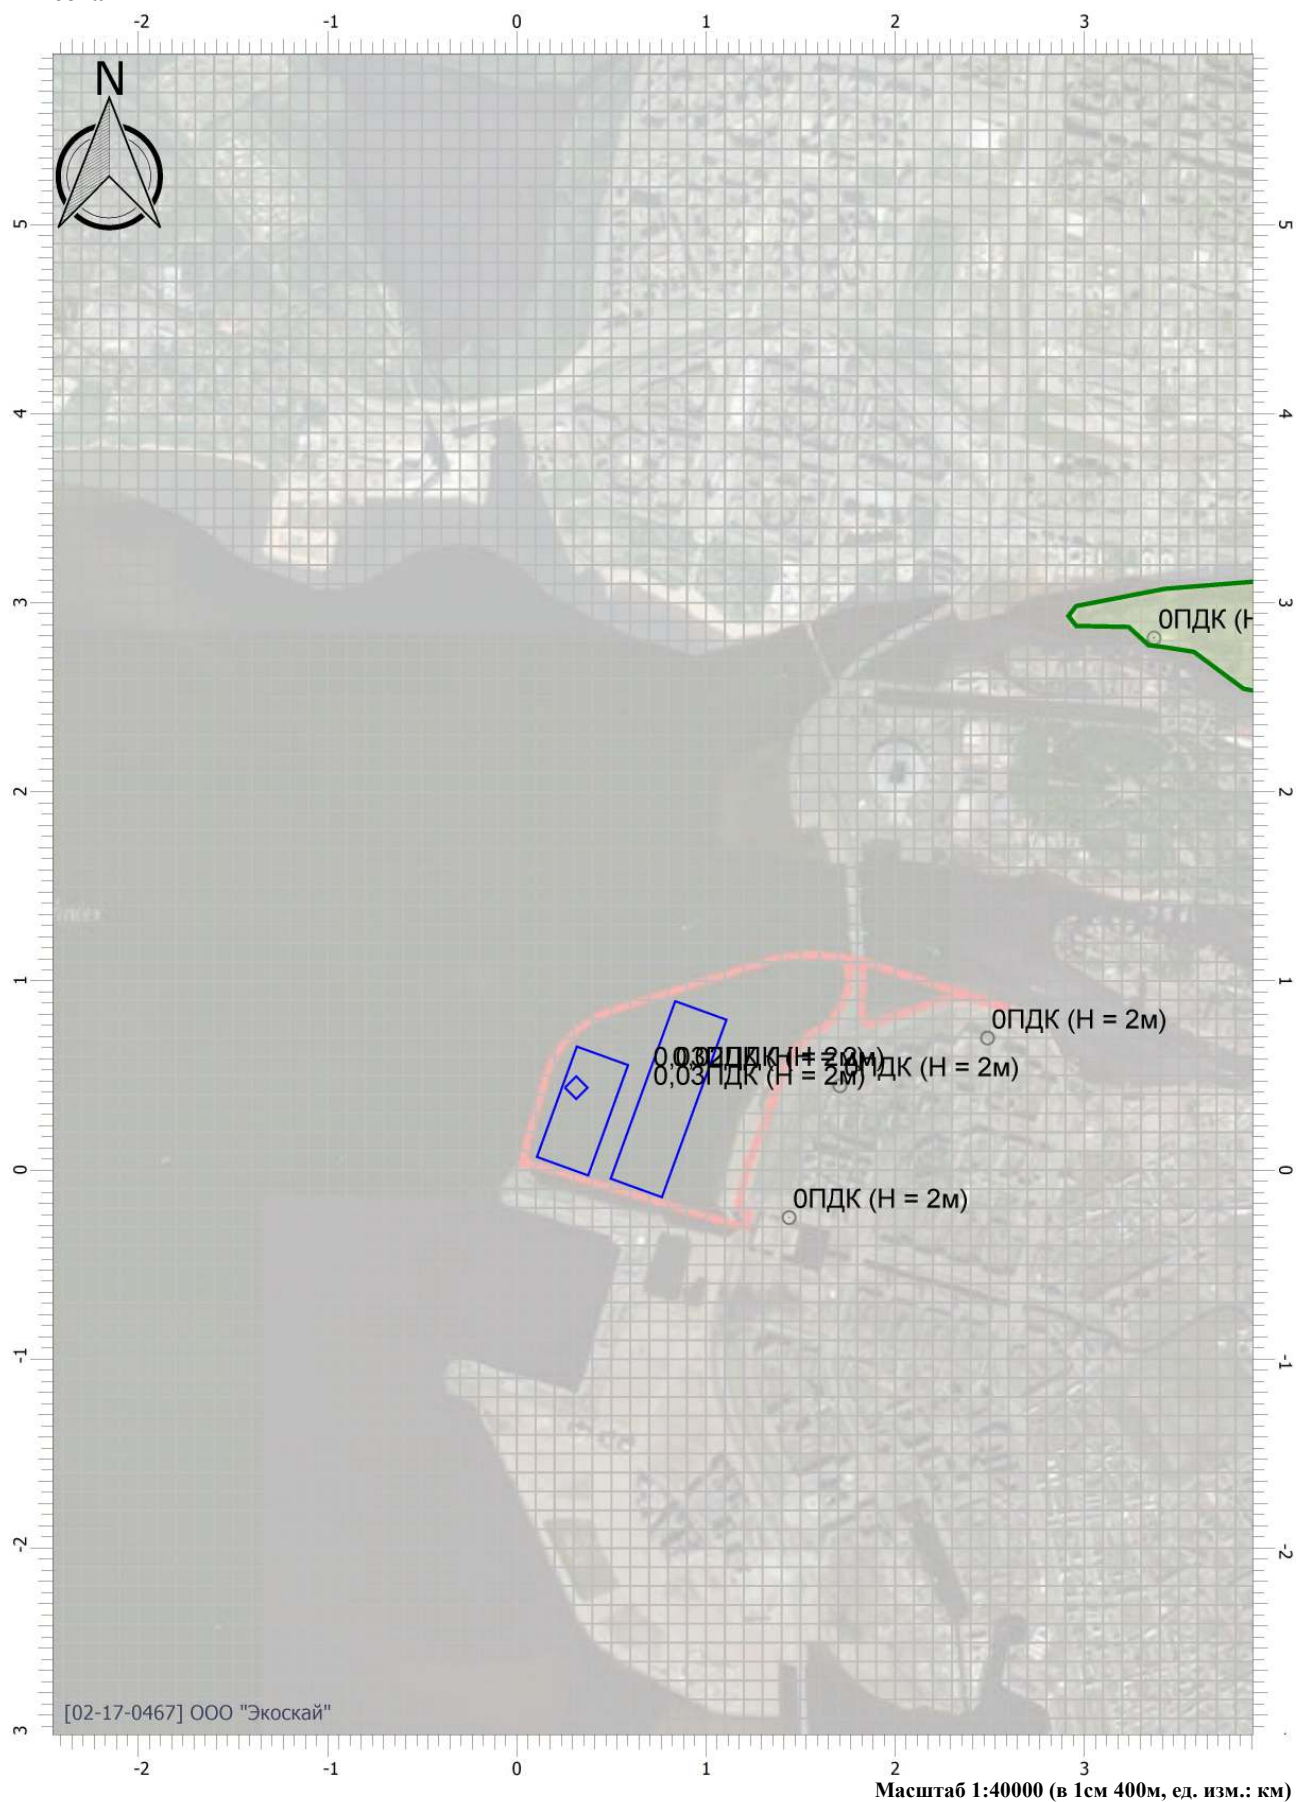 -2 -1 0 1 2 3
N
5 5
4 4
3 3
0ПДК (Н
2 2
1 1
0ПДК (Н = 2м)
0,03ПДК (Н = 2м)
0ПДК (Н = 2м)
0 0
0ПДК (Н = 2м)
-1 -1
-2 -2
[02-17-0467] ООО "Экоскай"
3
-2 -1 0 1 2 3
Масштаб 1:40000 (в 1см 400м, ед. изм.: км)